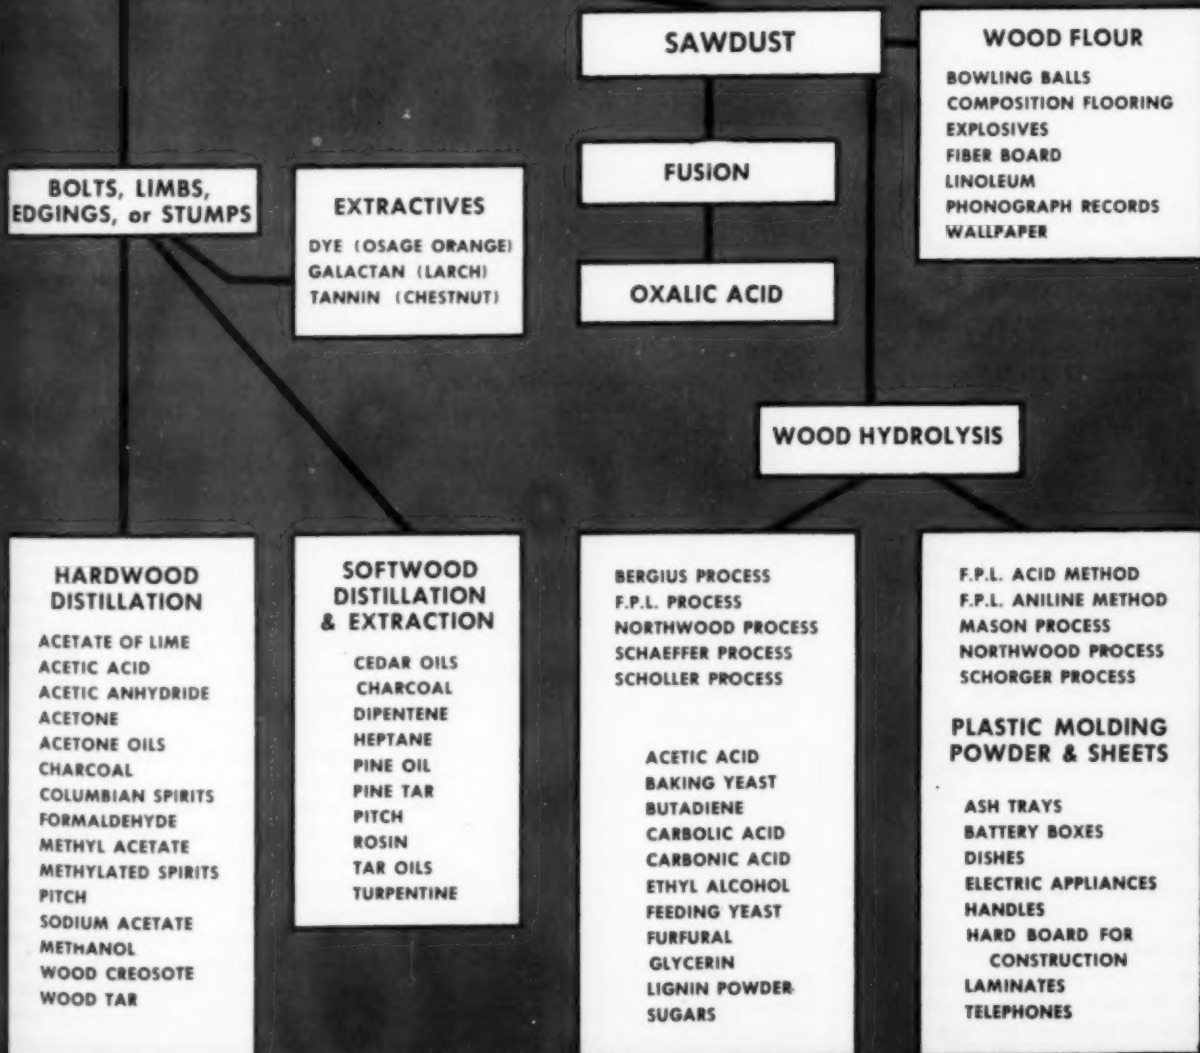 SAWDUST
WOOD FLOUR
BOWLING BALLS
COMPOSITION FLOORING
EXPLOSIVES
FIBER BOARD
LINOLEUM
PHONOGRAPH RECORDS
WALLPAPER
BOLTS, LIMBS,
EDGINGS, or STUMPS
EXTRACTIVES
DYE (OSAGE ORANGE)
GALACTAN (LARCH)
TANNIN (CHESTNUT)
FUSION
OXALIC ACID
WOOD HYDROLYSIS
HARDWOOD
DISTILLATION
ACETATE OF LIME
ACETIC ACID
ACETIC ANHYDRIDE
ACETONE
ACETONE OILS
CHARCOAL
COLUMBIAN SPIRITS
FORMALDEHYDE
METHYL ACETATE
METHYLATED SPIRITS
PITCH
SODIUM ACETATE
METHANOL
WOOD CREOSOTE
WOOD TAR
SOFTWOOD
DISTILLATION
& EXTRACTION
CEDAR OILS
CHARCOAL
DIPENTENE
HEPTANE
PINE OIL
PINE TAR
PITCH
ROSIN
TAR OILS
TURPENTINE
BERGIUS PROCESS
F.P.L. PROCESS
NORTHWOOD PROCESS
SCHAEFFER PROCESS
SCHOLLER PROCESS
ACETIC ACID
BAKING YEAST
BUTADIENE
CARBOLIC ACID
CARBONIC ACID
ETHYL ALCOHOL
FEEDING YEAST
FURFURAL
GLYCERIN
LIGNIN POWDER
SUGARS
F.P.L. ACID METHOD
F.P.L. ANILINE METHOD
MASON PROCESS
NORTHWOOD PROCESS
SCHORGER PROCESS
PLASTIC MOLDING
POWDER & SHEETS
ASH TRAYS
BATTERY BOXES
DISHES
ELECTRIC APPLIANCES
HANDLES
HARD BOARD FOR
CONSTRUCTION
LAMINATES
TELEPHONES